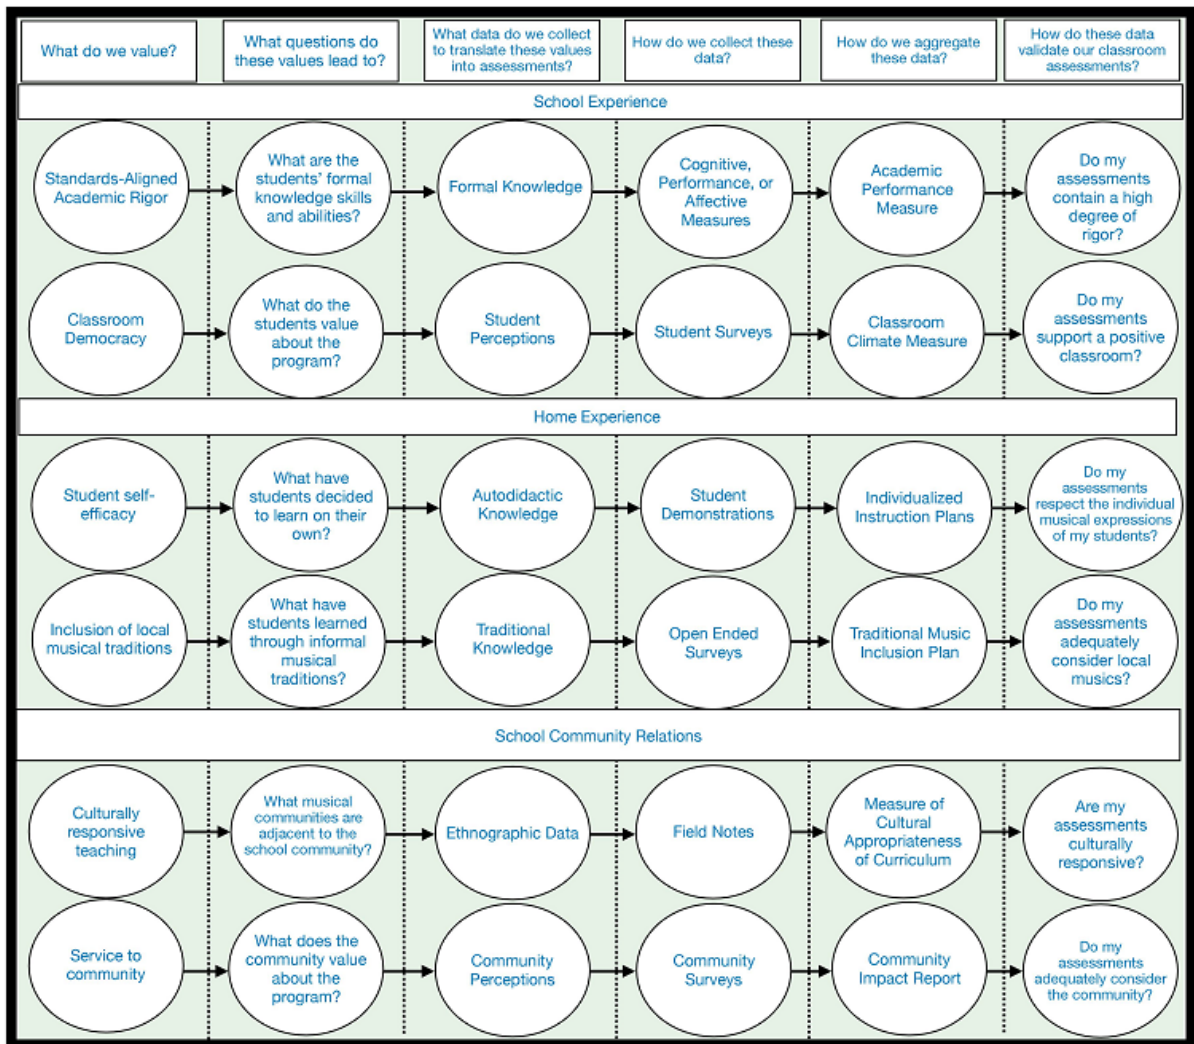 What do we value?
What questions do
these values lead to?
What data do we collect
to translate these values
into assessments?
How do we collect these
data?
How do we aggregate
these data?
How do these data
validate our classroom
assessments?
School Experience
Standards-Aligned
Academic Rigor
What are the
students' formal
knowledge skills
and abilities?
Formal Knowledge
Cognitive,
Performance, or
Affective
Measures
Academic
Performance
Measure
Do my
assessments
contain a high
degree of
rigor?
Classroom
Democracy
What do the
students value
about the
program?
Student
Perceptions
Student Surveys
Classroom
Climate Measure
Do my
assessments
support a positive
classroom?
Home Experience
Student self-
efficacy
What have
students decided
to learn on their
own?
Autodidactic
Knowledge
Student
Demonstrations
Individualized
Instruction Plans
Do my
assessments
respect the individual
musical expressions
of my students?
Inclusion of local
musical traditions
What have
students learned
through informal
musical
traditions?
Traditional
Knowledge
Open Ended
Surveys
Traditional Music
Inclusion Plan
Do my
assessments
adequately
consider local
musics?
School Community Relations
Culturally
responsive
teaching
What musical
communities are
adjacent to the
school community?
Ethnographic Data
Field Notes
Measure of
Cultural
Appropriateness
of Curriculum
Are my
assessments
culturally
responsive?
Service to
community
What does the
community value
about the
program?
Community
Perceptions
Community
Surveys
Community
Impact Report
Do my
assessments
adequately consider
the community?